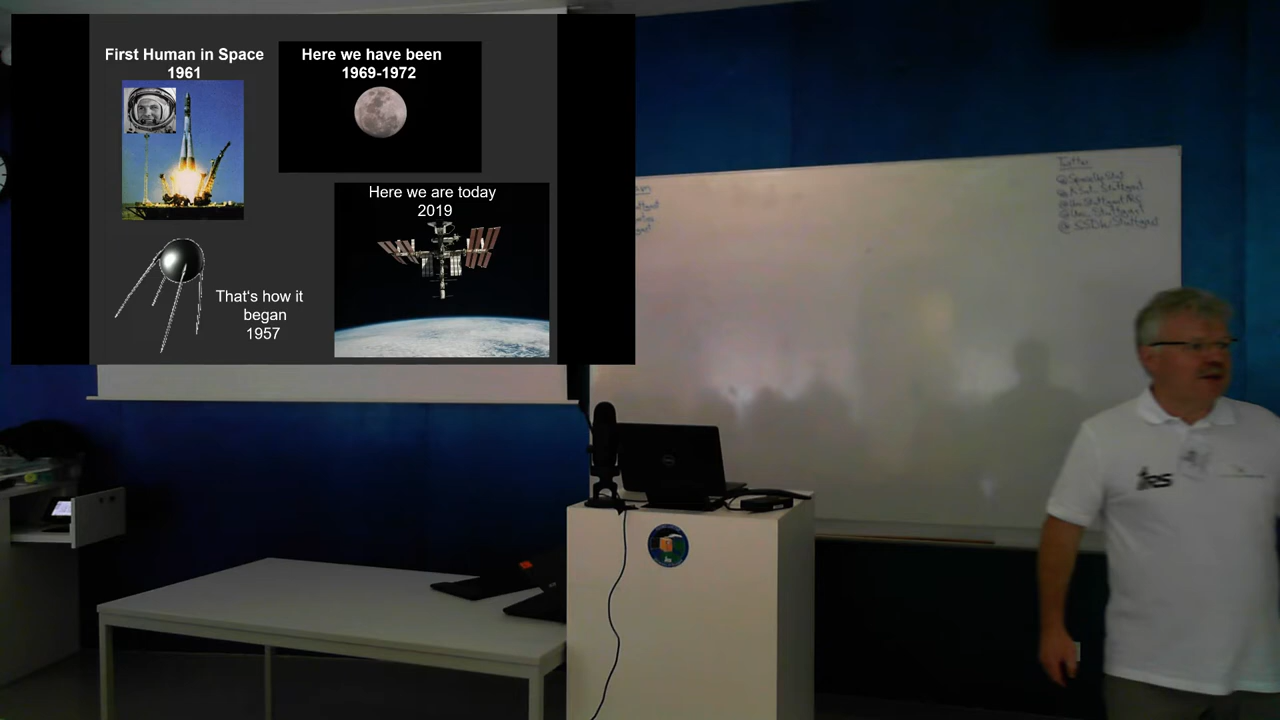 First Human in Space
1961
Here we have been
1969-1972
Here we are today
2019
That's how it
began
1957
Twitter